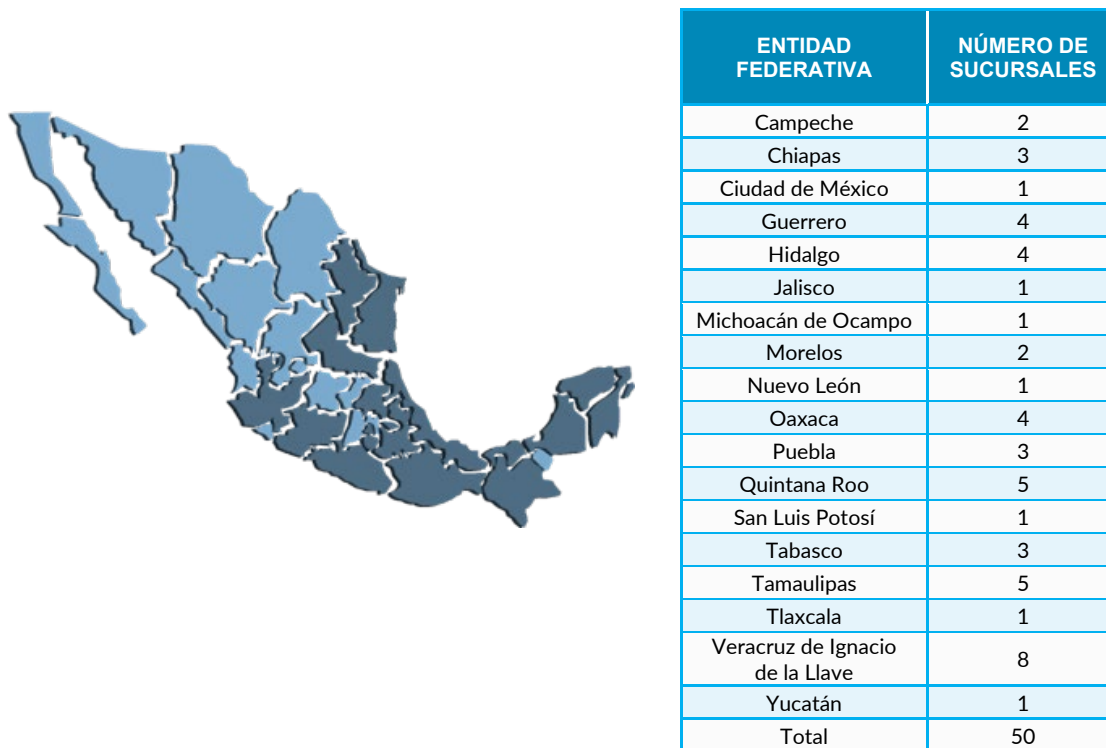 ENTIDAD FEDERATIVA NÚMERO DE SUCURSALES
Campeche 2
Chiapas 3
Ciudad de México 1
Guerrero 4
Hidalgo 4
Jalisco 1
Michoacán de Ocampo 1
Morelos 2
Nuevo León 1
Oaxaca 4
Puebla 3
Quintana Roo 5
San Luis Potosí 1
Tabasco 3
Tamaulipas 5
Tlaxcala 1
Veracruz de Ignacio de la Llave 8
Yucatán 1
Total 50